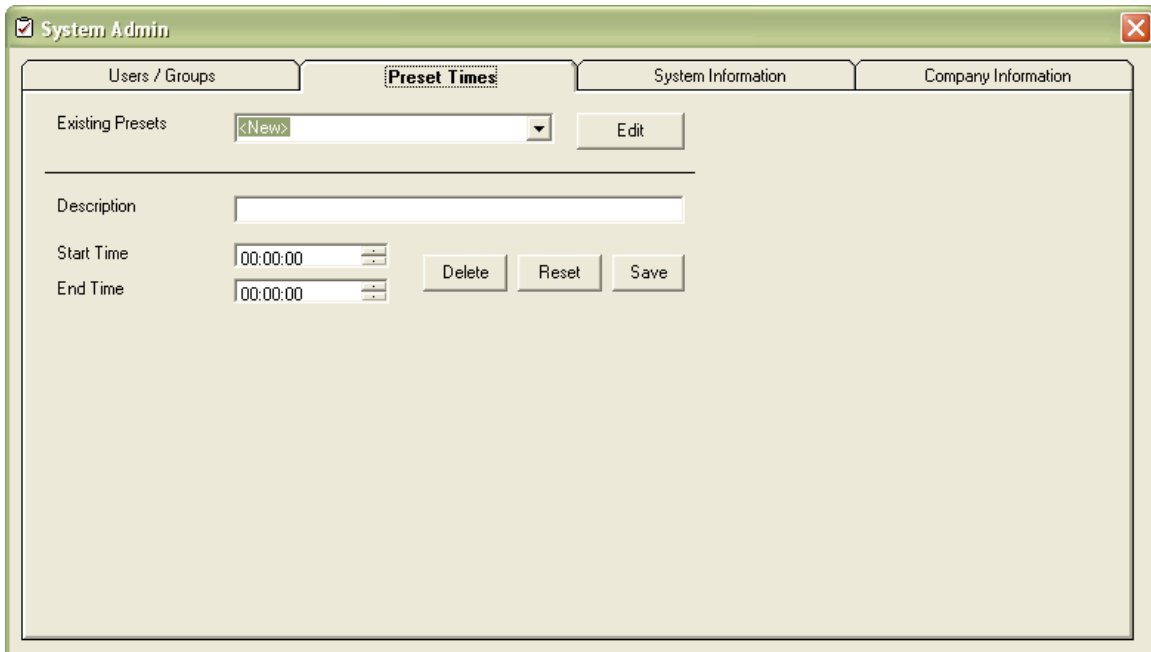 System Admin
Users / Groups
Preset Times
System Information
Company Information
Existing Presets
<New>
Edit
Description
Start Time
00:00:00
Delete
Reset
Save
End Time
00:00:00